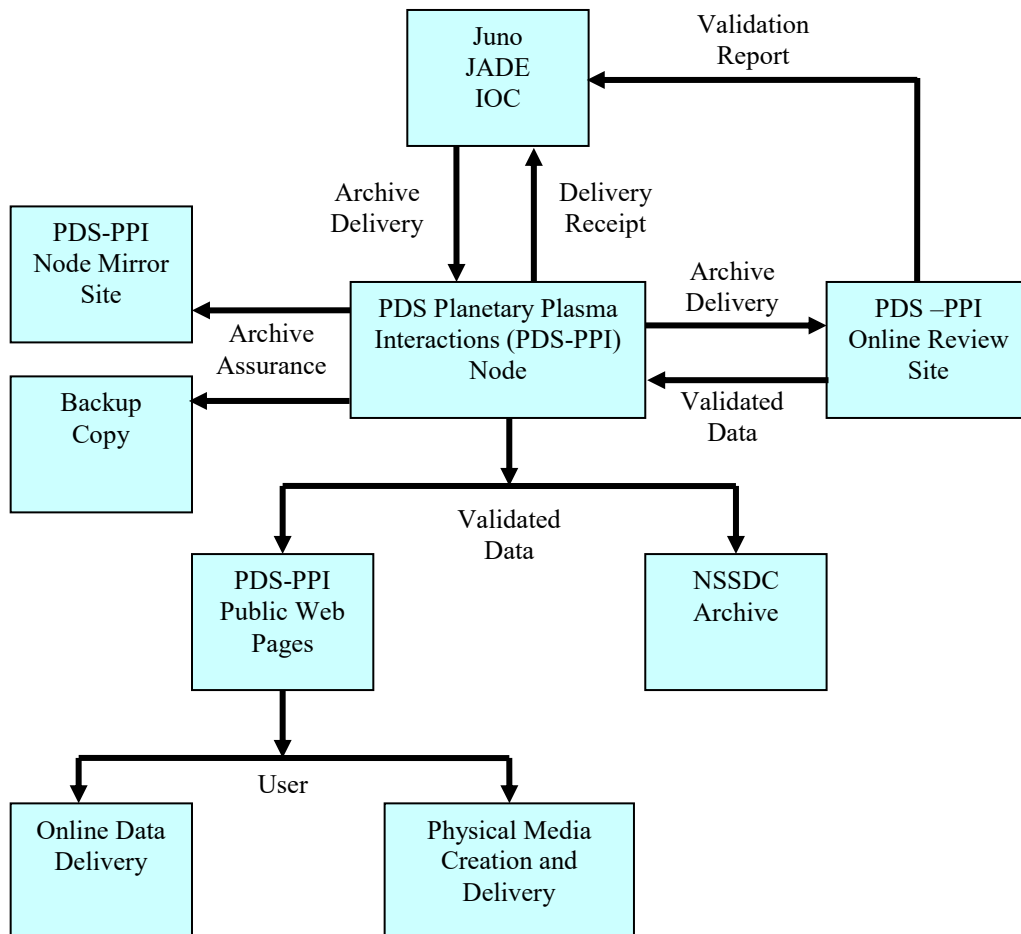 Juno
JADE
IOC
Validation
Report
Archive
Delivery
Delivery
Receipt
PDS-PPI
Node Mirror
Site
PDS Planetary Plasma
Interactions (PDS-PPI)
Node
Archive
Delivery
PDS –PPI
Online Review
Site
Archive
Assurance
Validated
Data
Backup
Copy
Validated
Data
PDS-PPI
Public Web
Pages
NSSDC
Archive
User
Online Data
Delivery
Physical Media
Creation and
Delivery